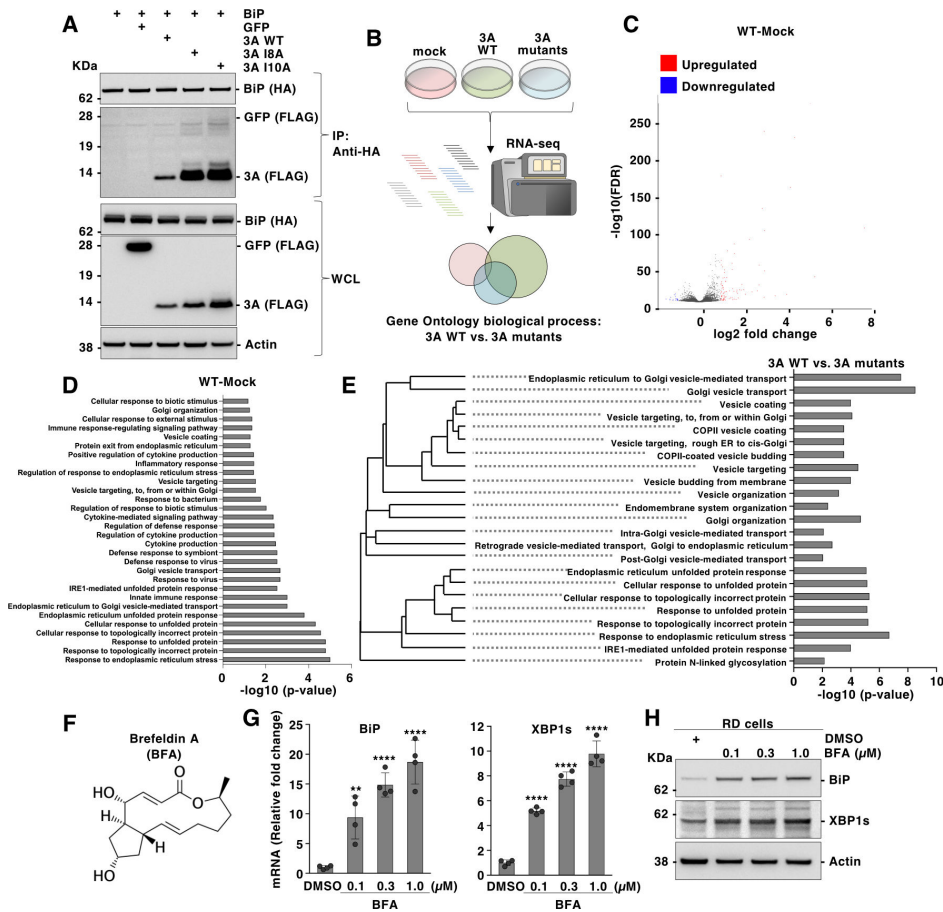 A
BiP + + + + +
GFP +
3A WT +
3A I8A +
3A I10A +
KDa
62
BiP (HA)
28
GFP (FLAG)
19
14
3A (FLAG)
IP:
Anti-HA
62
BiP (HA)
28
GFP (FLAG)
19
14
3A (FLAG)
WCL
38
Actin
B
mock
3A
WT
3A
mutants
RNA-seq
Gene Ontology biological process:
3A WT vs. 3A mutants
C
WT-Mock
Upregulated
Downregulated
-log10(FDR)
250
200
150
100
50
0
0 2 4 6 8
log2 fold change
D
WT-Mock
Cellular response to biotic stimulus
Golgi organization
Cellular response to external stimulus
Immune response-regulating signaling pathway
Vesicle coating
Protein exit from endoplasmic reticulum
Positive regulation of cytokine production
Inflammatory response
Regulation of response to endoplasmic reticulum stress
Vesicle targeting
Vesicle targeting, to, from or within Golgi
Response to bacterium
Regulation of response to biotic stimulus
Cytokine-mediated signaling pathway
Regulation of defense response
Regulation of cytokine production
Cytokine production
Defense response to symbiont
Defense response to virus
Golgi vesicle transport
Response to virus
IRE1-mediated unfolded protein response
Innate immune response
Endoplasmic reticulum to Golgi vesicle-mediated transport
Endoplasmic reticulum unfolded protein response
Cellular response to unfolded protein
Cellular response to topologically incorrect protein
Response to unfolded protein
Response to topologically incorrect protein
Response to endoplasmic reticulum stress
0 2 4 6
-log10 (p-value)
E
3A WT vs. 3A mutants
Endoplasmic reticulum to Golgi vesicle-mediated transport
Golgi vesicle transport
Vesicle coating
Vesicle targeting, to, from or within Golgi
COPII vesicle coating
Vesicle targeting, rough ER to cis-Golgi
COPII-coated vesicle budding
Vesicle targeting
Vesicle budding from membrane
Vesicle organization
Endomembrane system organization
Golgi organization
Intra-Golgi vesicle-mediated transport
Retrograde vesicle-mediated transport, Golgi to endoplasmic reticulum
Post-Golgi vesicle-mediated transport
Endoplasmic reticulum unfolded protein response
Cellular response to unfolded protein
Cellular response to topologically incorrect protein
Response to unfolded protein
Response to topologically incorrect protein
Response to endoplasmic reticulum stress
IRE1-mediated unfolded protein response
Protein N-linked glycosylation
0 2 4 6 8 10
-log10 (p-value)
F
Brefeldin A
(BFA)
HO
O
O
H
H
HO
G
mRNA (Relative fold change)
BiP
25
20
15
10
5
0
** **** ****
DMSO 0.1 0.3 1.0 (µM)
BFA
XBP1s
12
10
8
6
4
2
0
**** **** ****
DMSO 0.1 0.3 1.0 (µM)
BFA
H
RD cells
+ DMSO
0.1 0.3 1.0 BFA (µM)
KDa
62
BiP
62
XBP1s
38
Actin